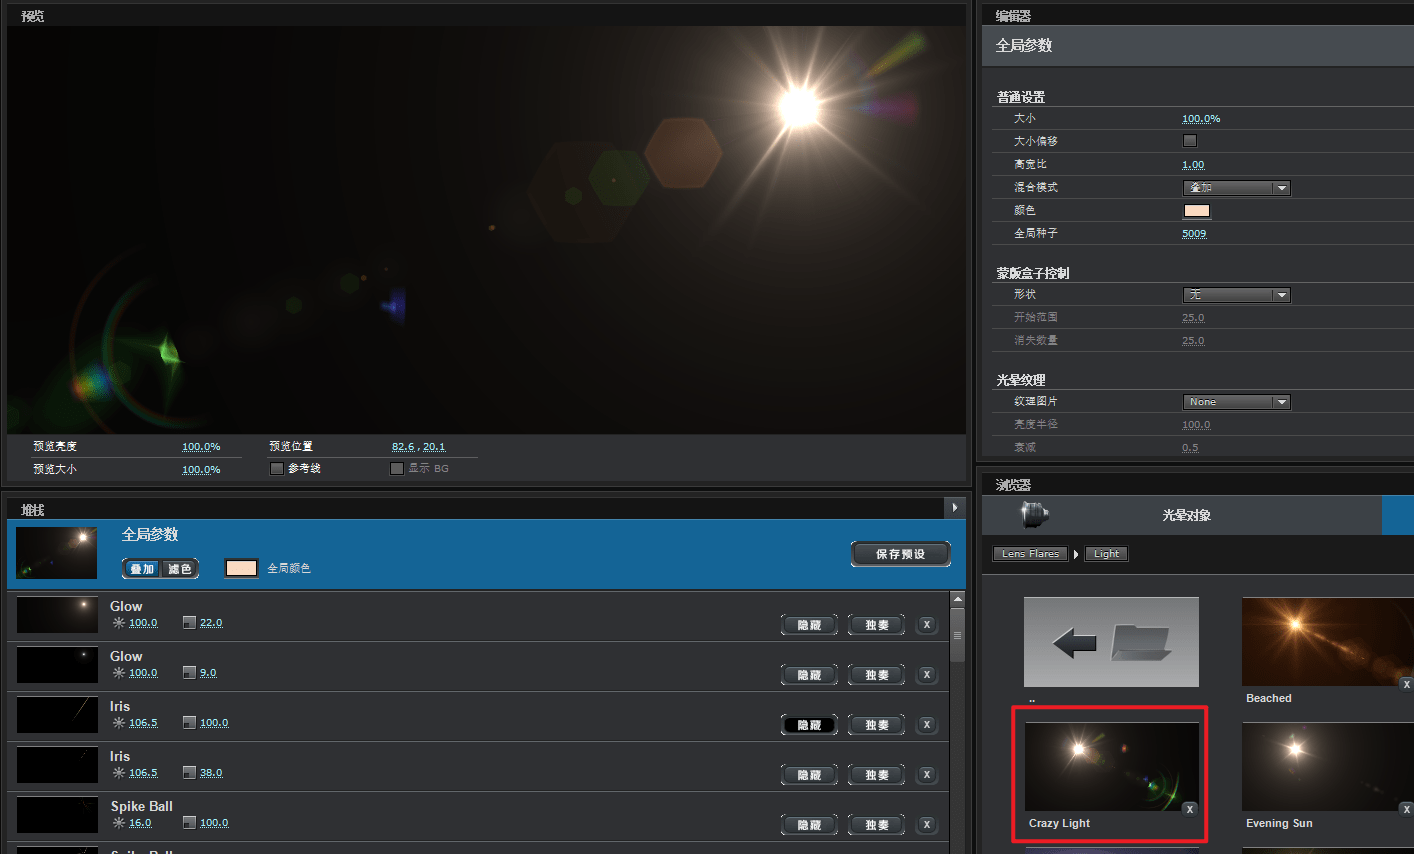 预览
预览亮度 100.0% 预览位置 82.6 , 20.1
预览大小 100.0% 参考线 显示 BG
堆栈
全局参数
叠加 滤色 全局颜色 保存预设
Glow
100.0 22.0 隐藏 独奏 X
Glow
100.0 9.0 隐藏 独奏 X
Iris
106.5 100.0 隐藏 独奏 X
Iris
106.5 38.0 隐藏 独奏 X
Spike Ball
16.0 100.0 隐藏 独奏 X
编辑器
全局参数
普通设置
大小 100.0%
大小偏移
高宽比 1.00
混合模式 叠加
颜色
全局种子 5009
蒙版盒子控制
形状 无
开始范围 25.0
消失数量 25.0
光晕纹理
纹理图片 None
亮度半径 100.0
衰减 0.5
浏览器
光晕对象
Lens Flares Light
..
Beached X
Crazy Light X
Evening Sun X